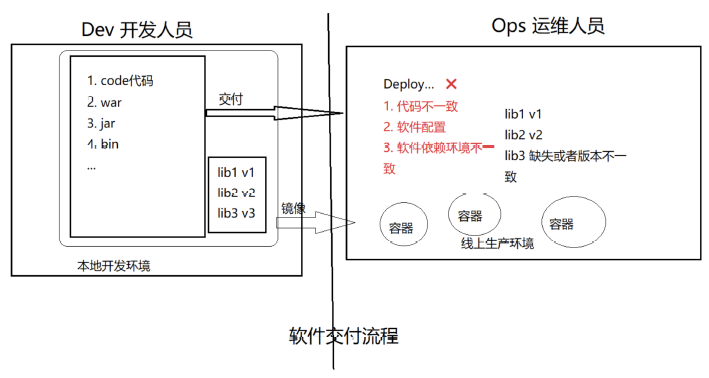 Dev 开发人员
Ops 运维人员
1. code代码
2. war
3. jar
4. bin
...
lib1 v1
lib2 v2
lib3 v3
本地开发环境
交付
镜像
Deploy...
1. 代码不一致
2. 软件配置
3. 软件依赖环境不一
致
lib1 v1
lib2 v2
lib3 缺失或者版本不一
致
容器
容器
容器
线上生产环境
软件交付流程